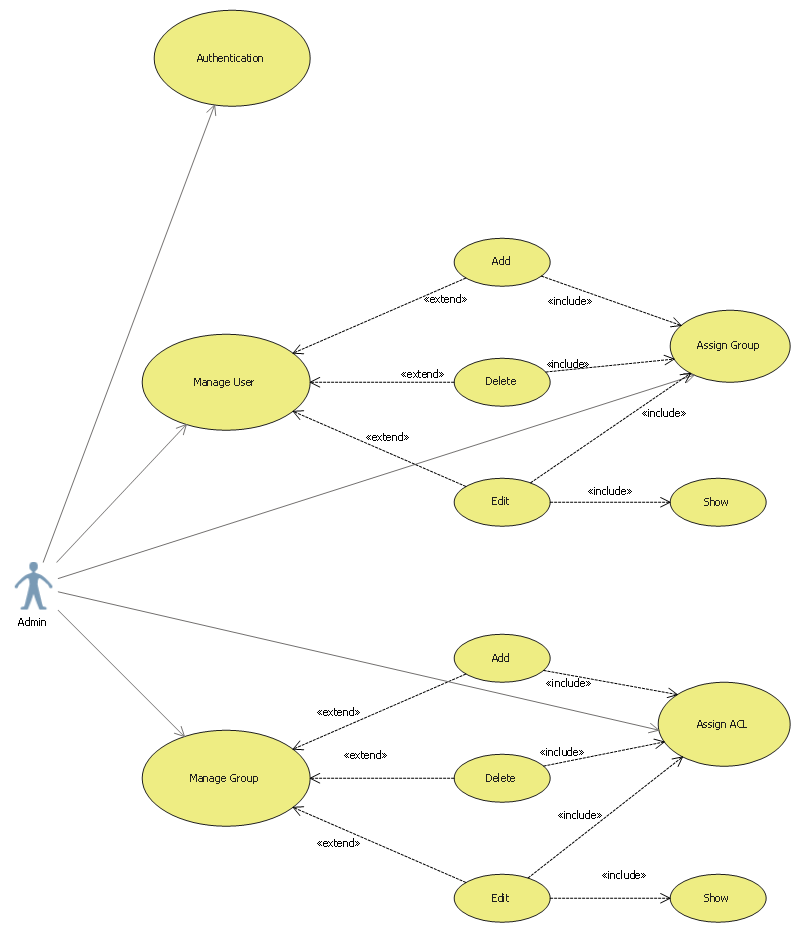 Authentication
Add
«extend»
«include»
Assign Group
Manage User
«extend»
Delete
«include»
«extend»
«include»
Edit
«include»
Show
Admin
Add
«include»
«extend»
Assign ACL
Manage Group
«extend»
Delete
«include»
«extend»
«include»
Edit
«include»
Show